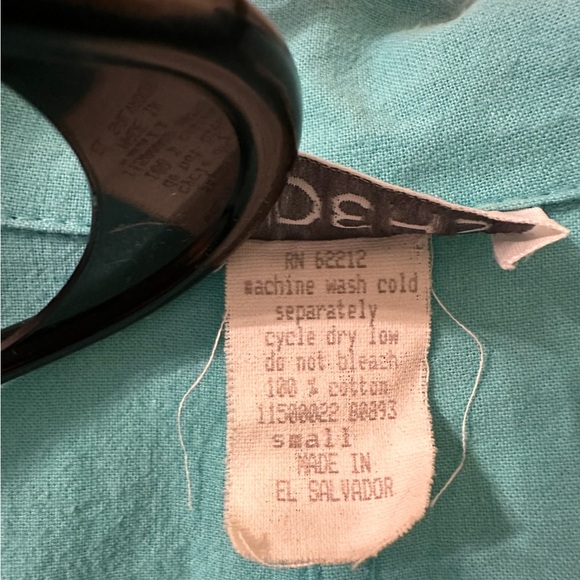 RN 62212
machine wash cold
separately
cycle dry low
do not bleach
100 % cotton
11500022 80893
small
MADE IN
EL SALVADOR